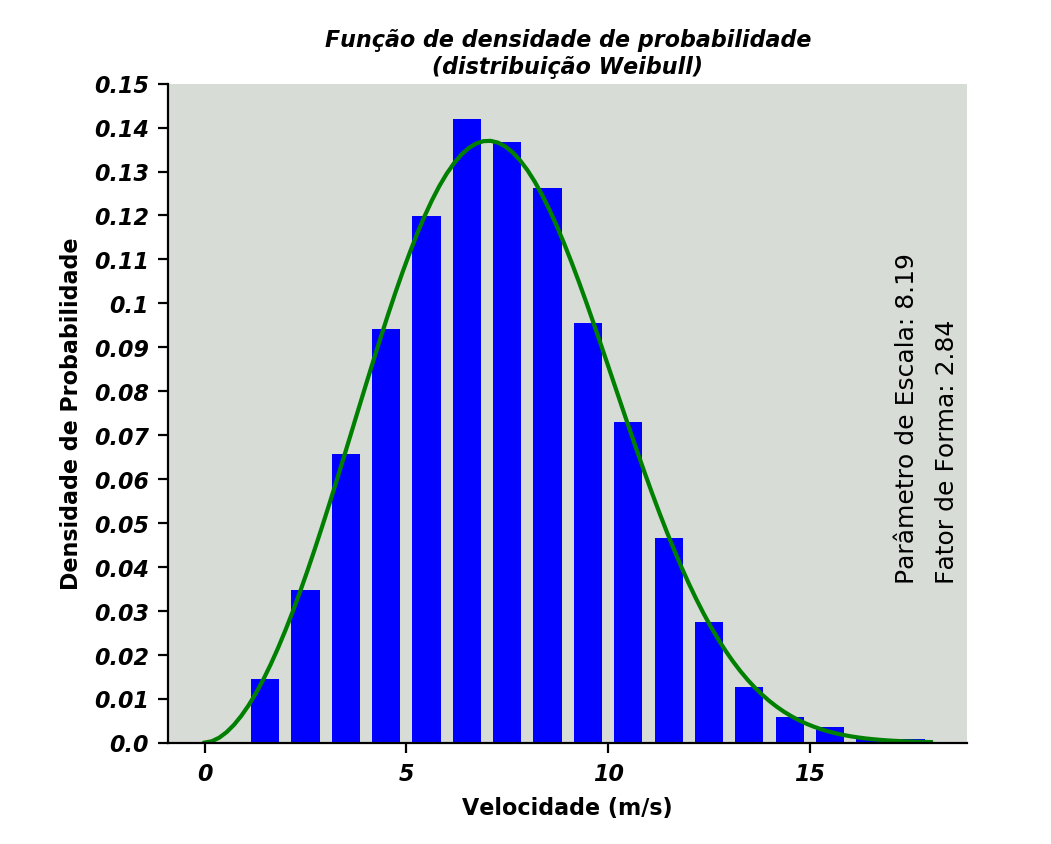 Função de densidade de probabilidade
(distribuição Weibull)
0.15
0.14
0.13
0.12
0.11
0.1
0.09
0.08
0.07
0.06
0.05
0.04
0.03
0.02
0.01
0.0
Densidade de Probabilidade
Parâmetro de Escala: 8.19
Fator de Forma: 2.84
0 5 10 15
Velocidade (m/s)